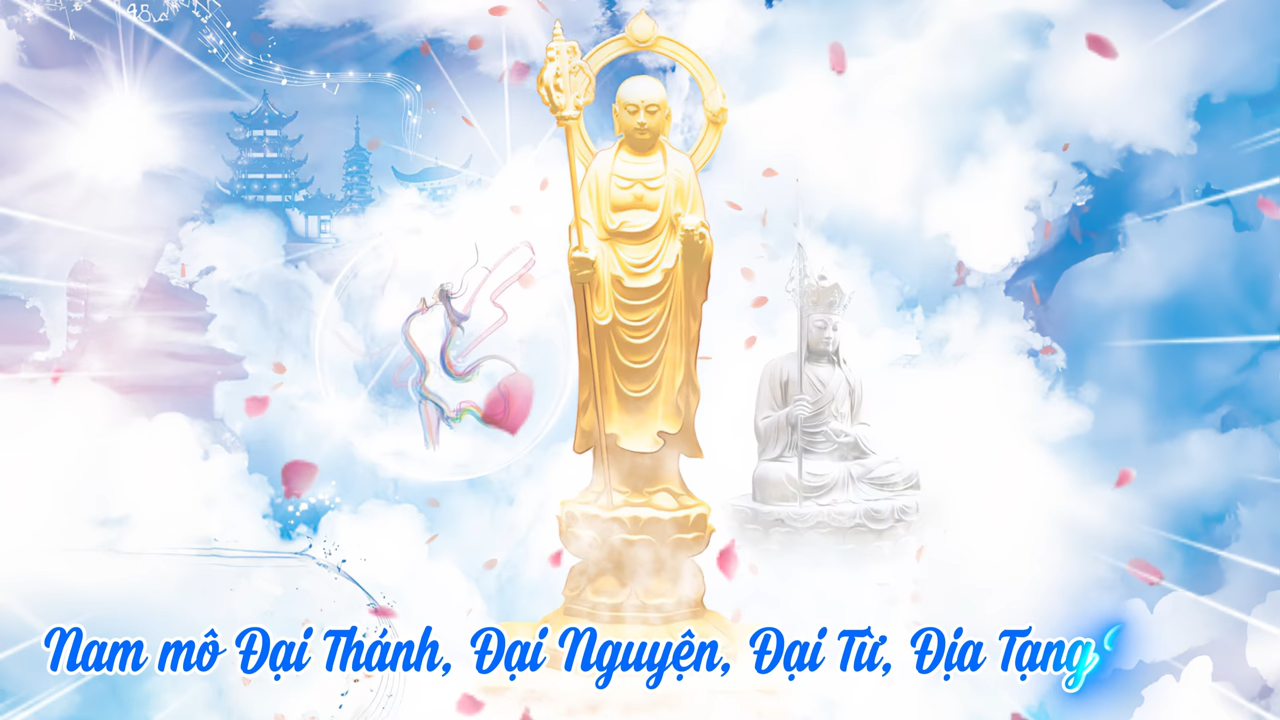 Nam mô Đại Thánh, Đại Nguyện, Đại Từ, Địa Tạng